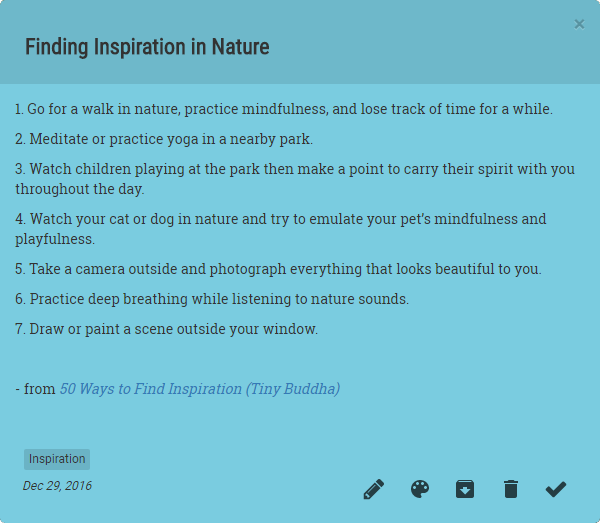 ×
Finding Inspiration in Nature
1. Go for a walk in nature, practice mindfulness, and lose track of time for a while.
2. Meditate or practice yoga in a nearby park.
3. Watch children playing at the park then make a point to carry their spirit with you
throughout the day.
4. Watch your cat or dog in nature and try to emulate your pet's mindfulness and
playfulness.
5. Take a camera outside and photograph everything that looks beautiful to you.
6. Practice deep breathing while listening to nature sounds.
7. Draw or paint a scene outside your window.
- from 50 Ways to Find Inspiration (Tiny Buddha)
Inspiration
Dec 29, 2016